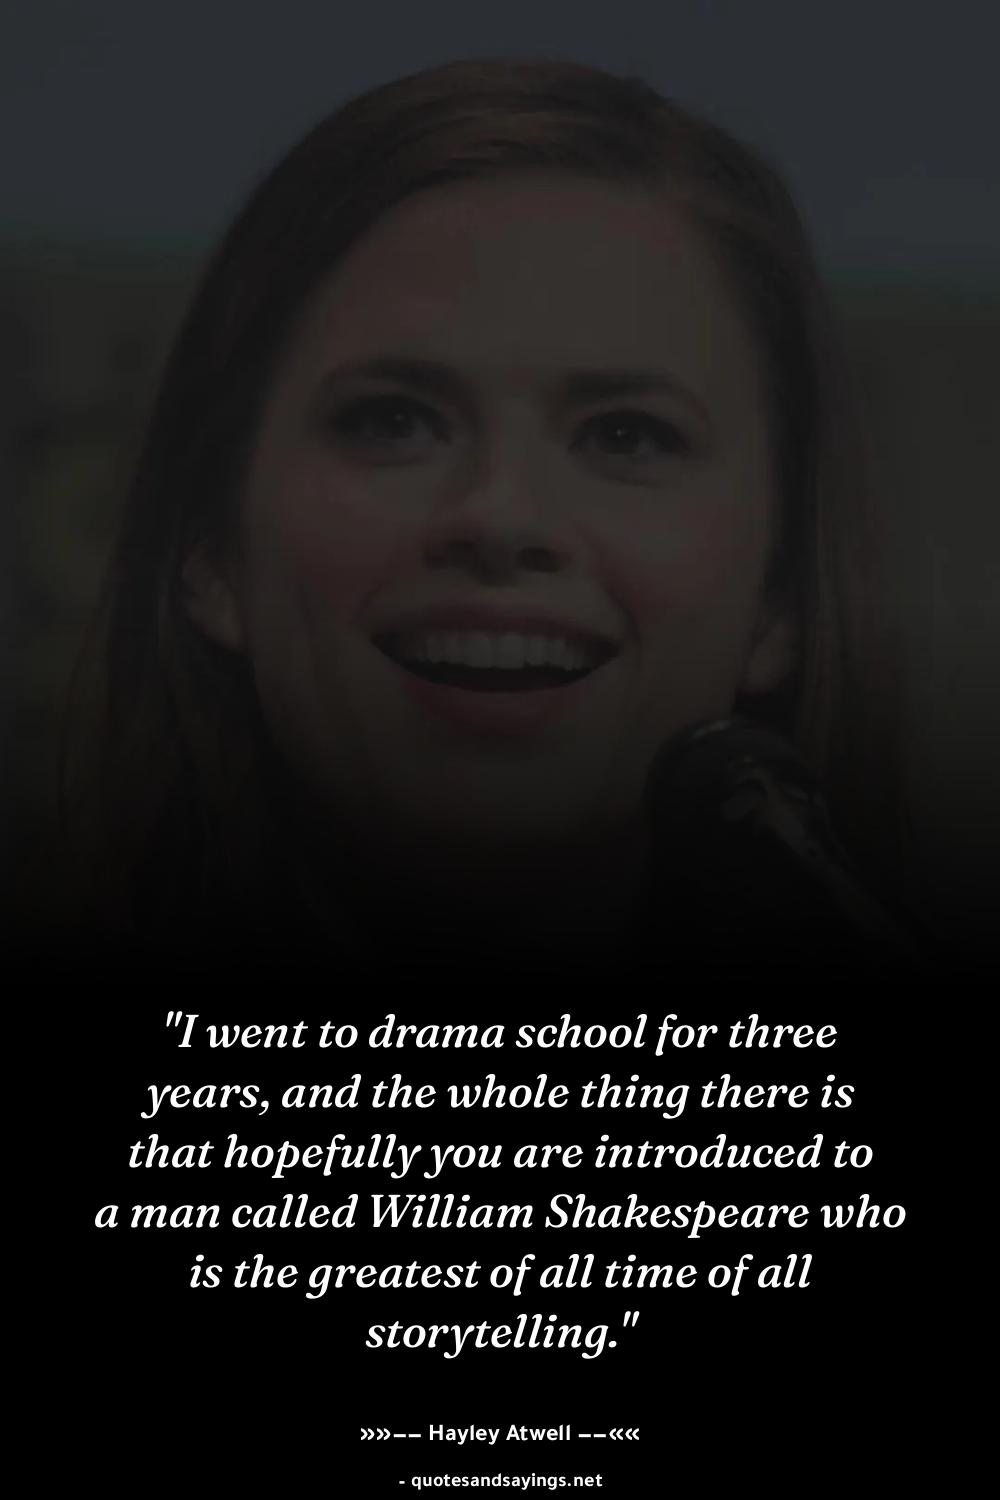 "I went to drama school for three
years, and the whole thing there is
that hopefully you are introduced to
a man called William Shakespeare who
is the greatest of all time of all
storytelling."
»»–– Hayley Atwell ––««
- quotesandsayings.net